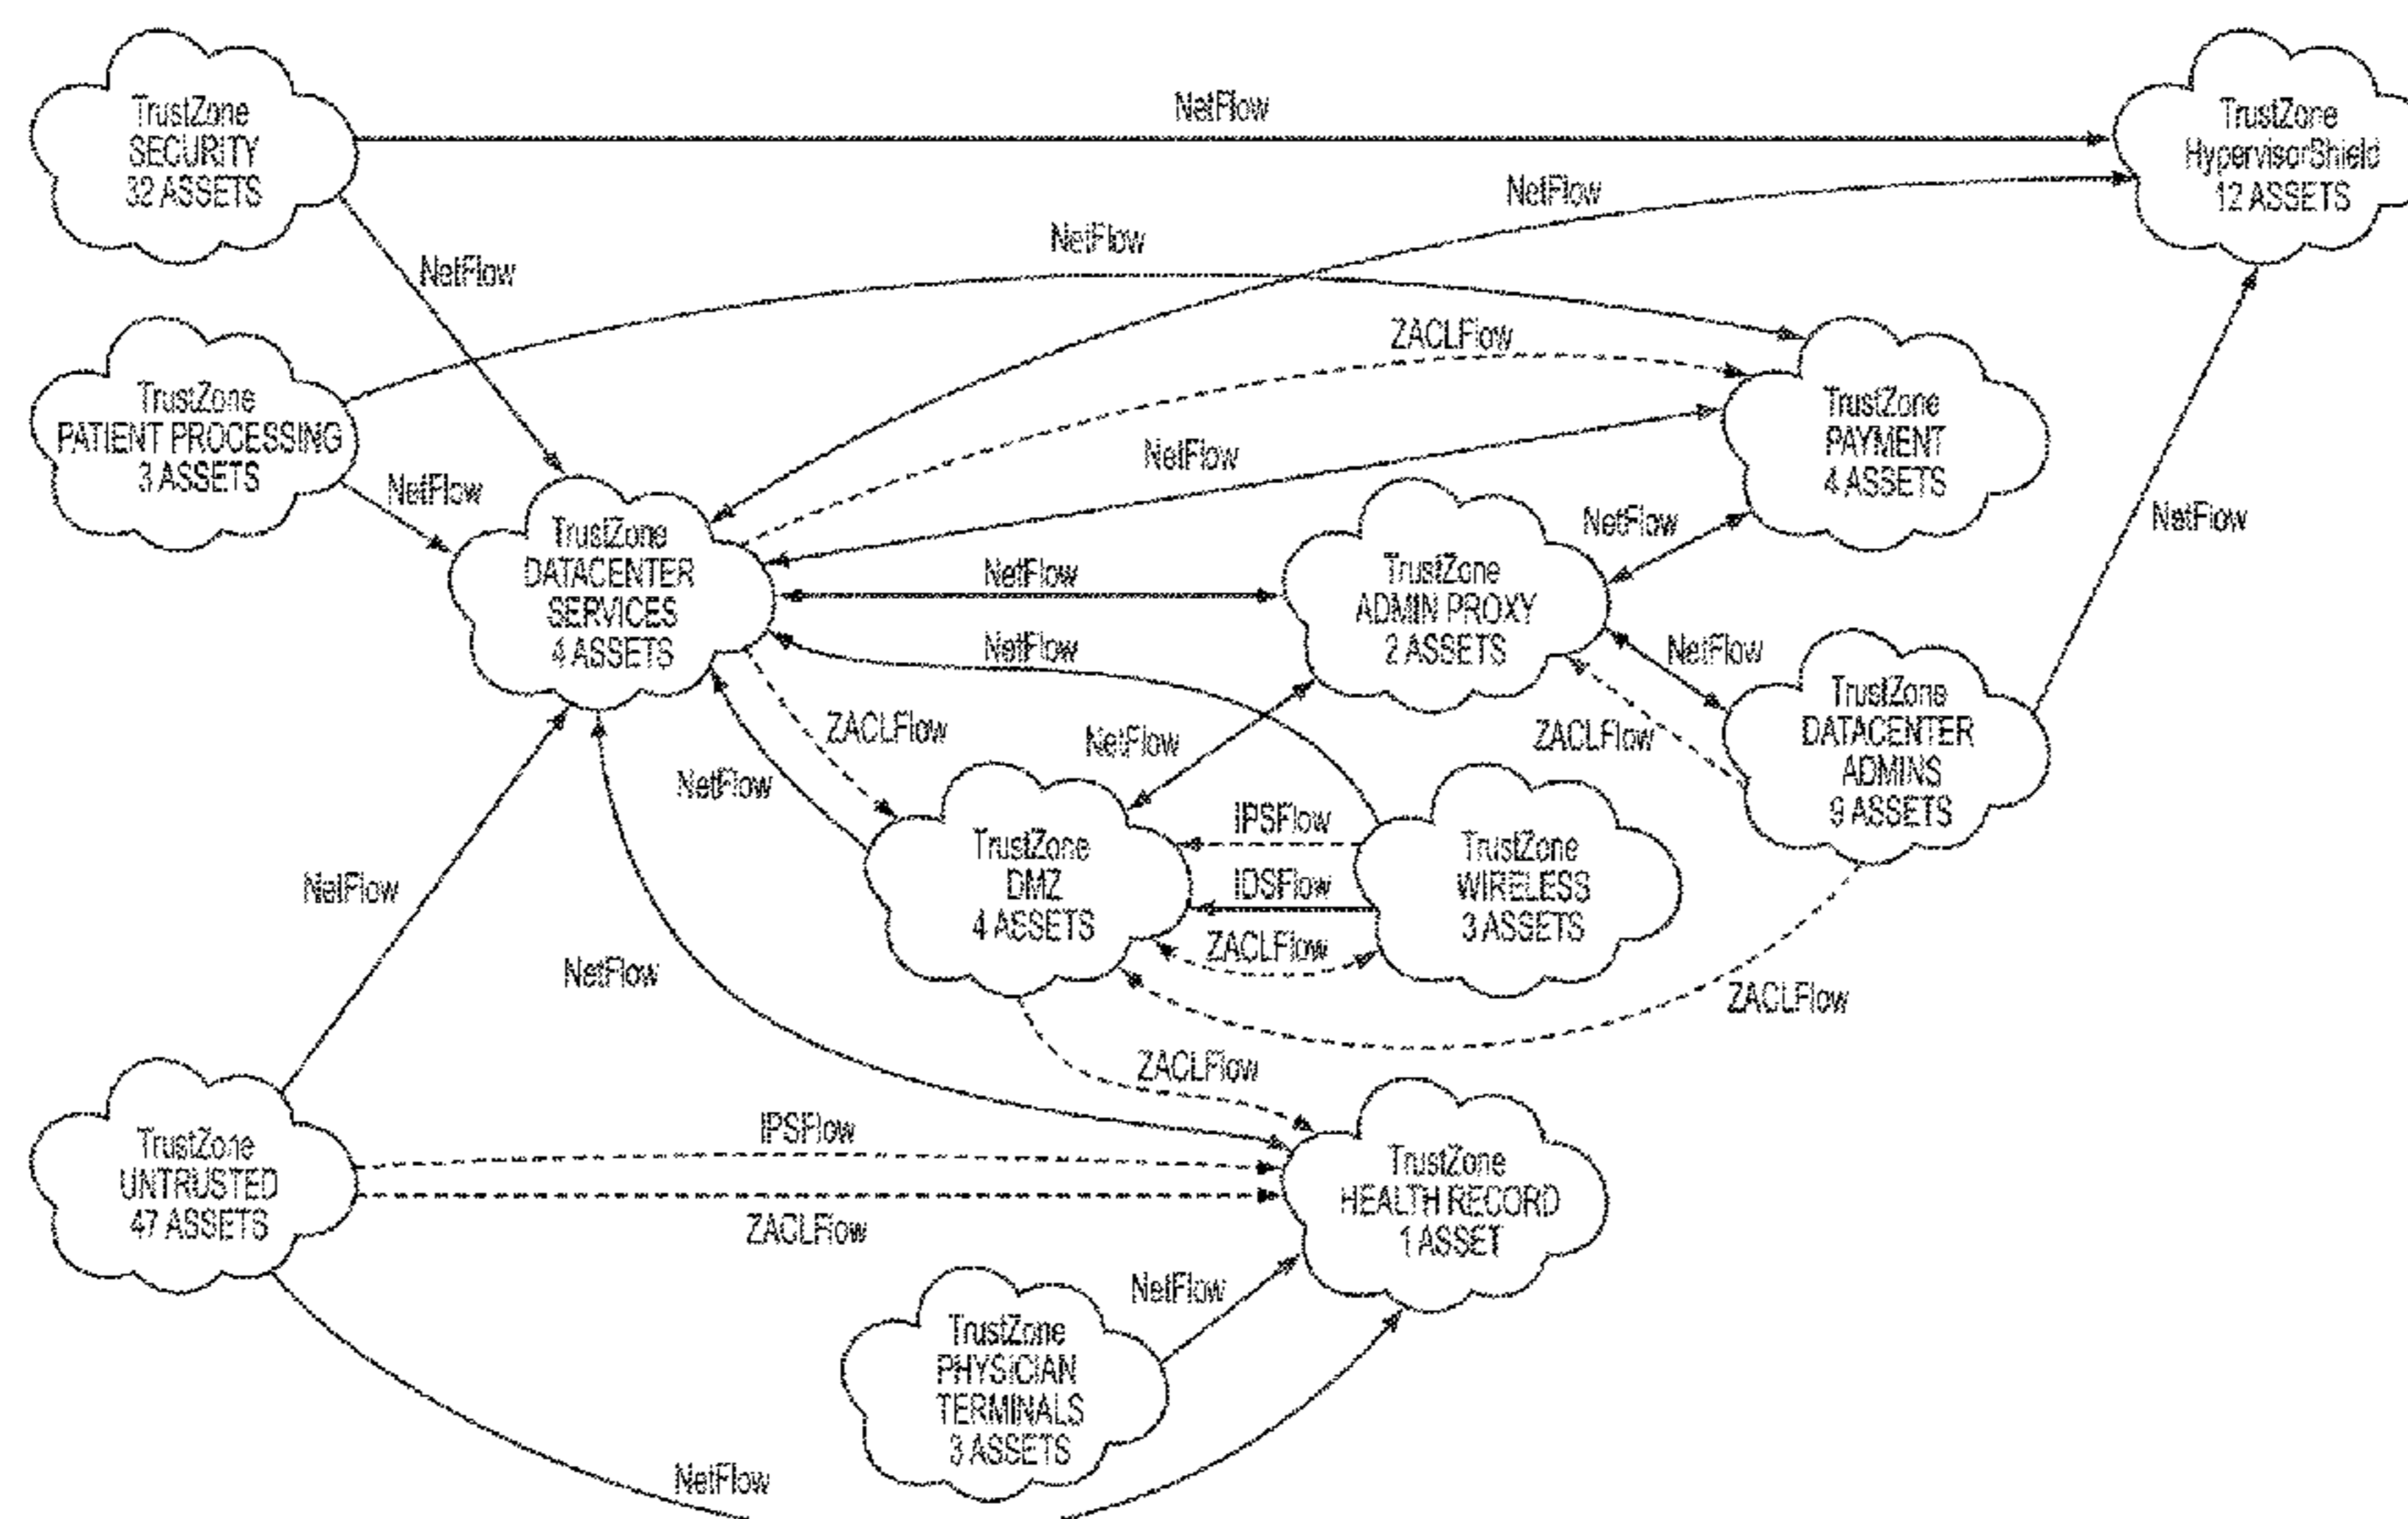 TrustZone
SECURITY
32 ASSETS
NetFlow
TrustZone
HypervisorShield
12 ASSETS
NetFlow
NetFlow
NetFlow
TrustZone
PATIENT PROCESSING
3 ASSETS
ZACLFlow
TrustZone
PAYMENT
4 ASSETS
NetFlow
NetFlow
NetFlow
NetFlow
TrustZone
DATACENTER
SERVICES
4 ASSETS
NetFlow
TrustZone
ADMIN PROXY
2 ASSETS
NetFlow
NetFlow
TrustZone
DATACENTER
ADMINS
9 ASSETS
ZACLFlow
NetFlow
ZACLFlow
NetFlow
IPSFlow
TrustZone
DMZ
4 ASSETS
TrustZone
WIRELESS
3 ASSETS
IDSFlow
ZACLFlow
NetFlow
NetFlow
ZACLFlow
ZACLFlow
IPSFlow
TrustZone
UNTRUSTED
47 ASSETS
ZACLFlow
TrustZone
HEALTH RECORD
1 ASSET
NetFlow
TrustZone
PHYSICIAN
TERMINALS
3 ASSETS
NetFlow